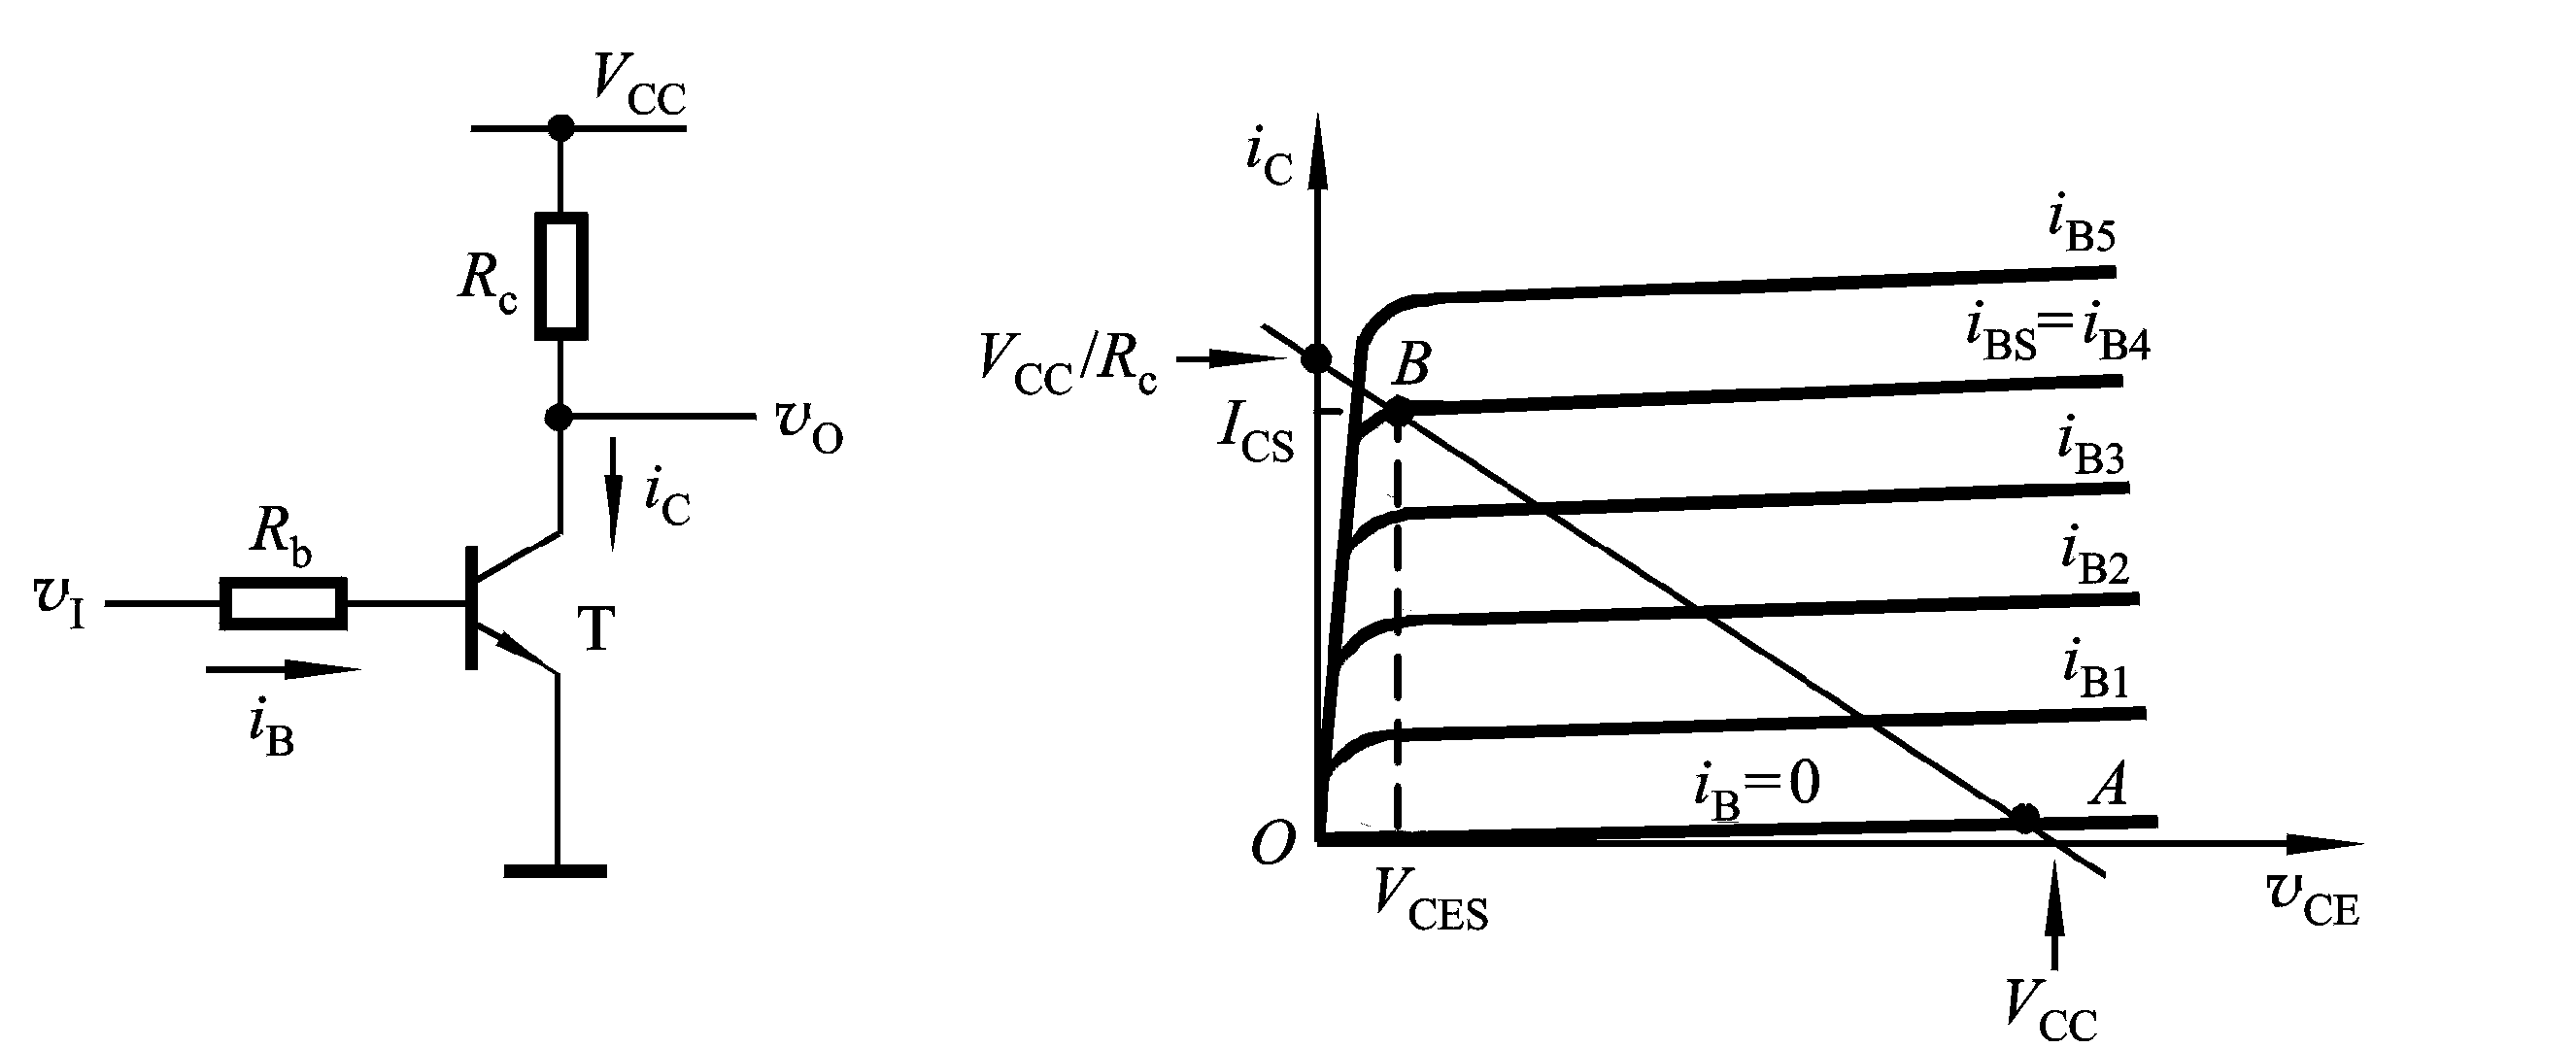 V_CC
R_c
v_O
i_C
R_b
v_I
T
i_B
i_C
i_B5
i_BS=i_B4
V_CC/R_c
B
I_CS
i_B3
i_B2
i_B1
i_B=0
A
O
V_CES
v_CE
V_CC